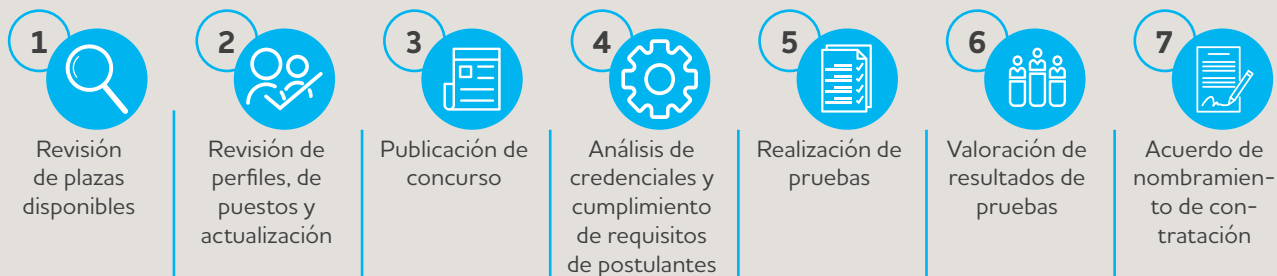 1
Revisión
de plazas
disponibles
2
Revisión de
perfiles, de
puestos y
actualización
3
Publicación de
concurso
4
Análisis de
credenciales y
cumplimiento
de requisitos
de postulantes
5
Realización de
pruebas
6
Valoración de
resultados de
pruebas
7
Acuerdo de
nombramien-
to de con-
tratación